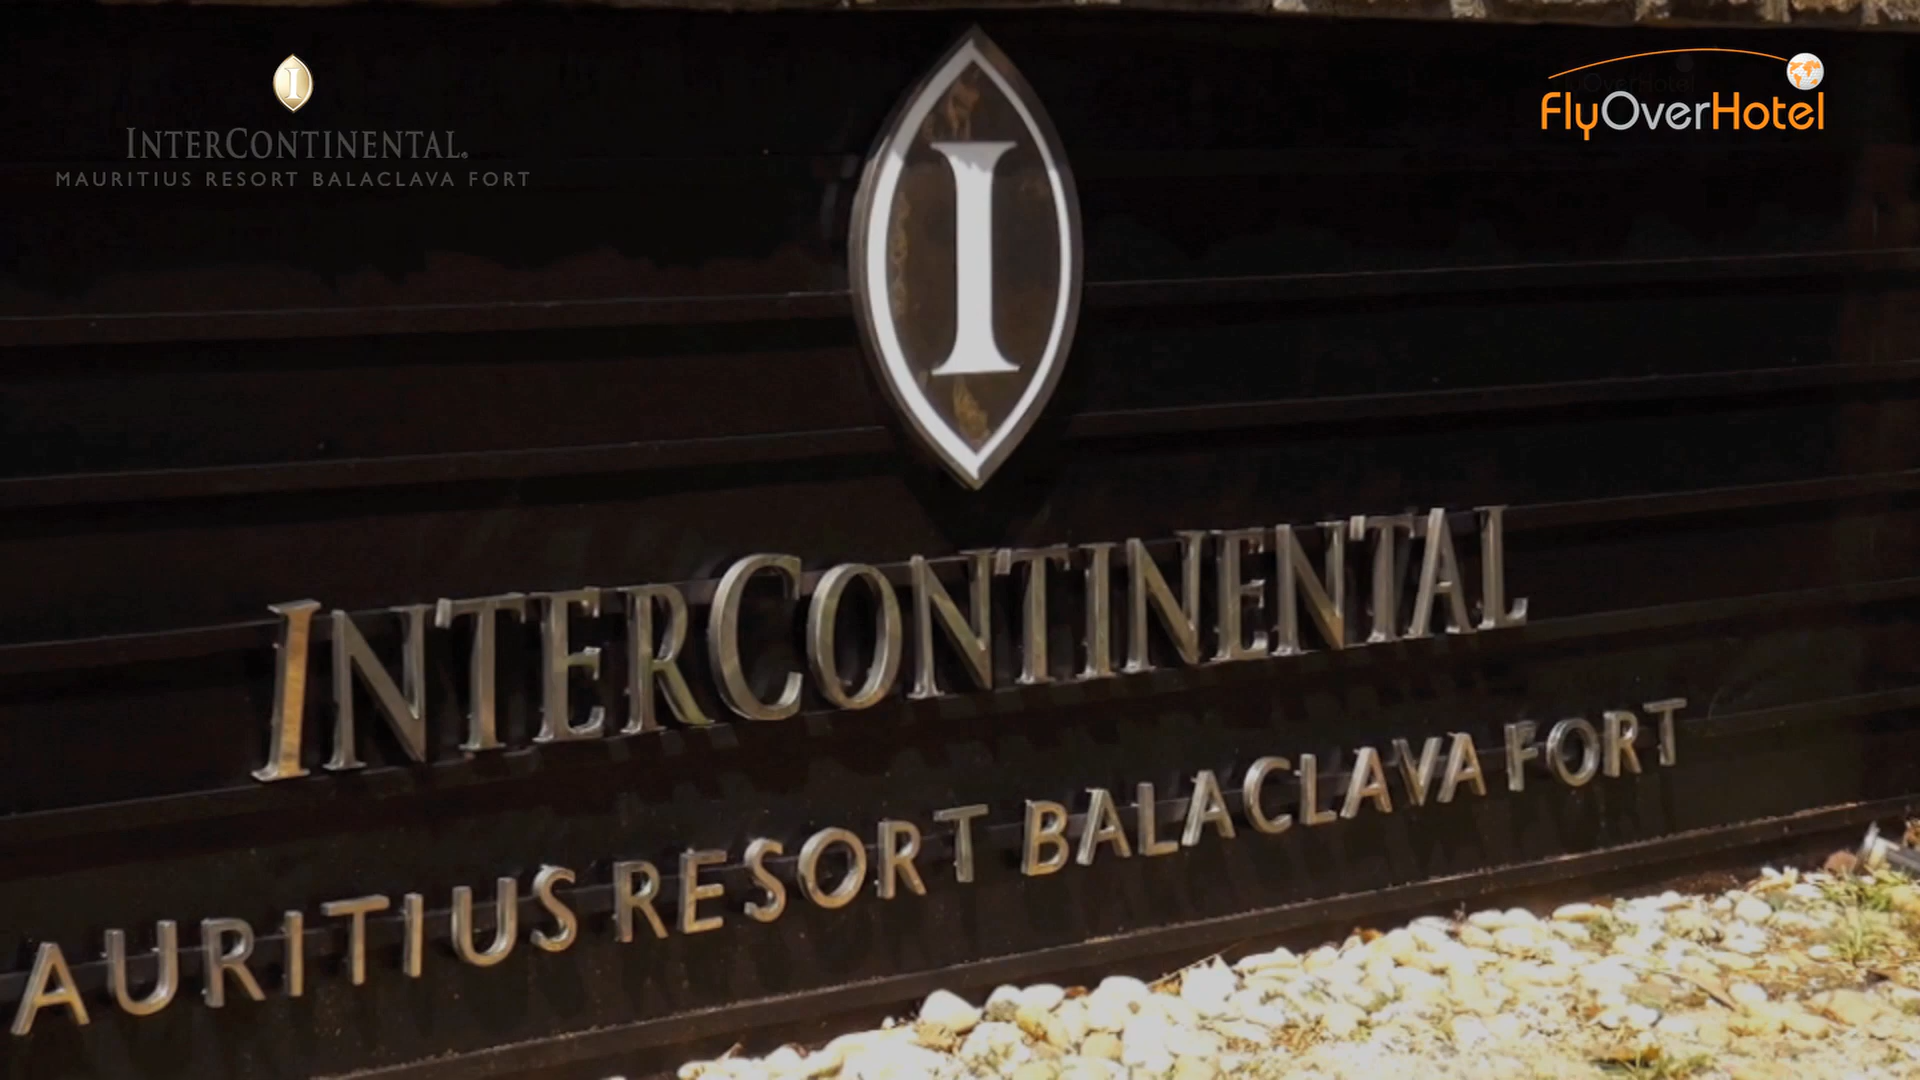 I
INTERCONTINENTAL®
MAURITIUS RESORT BALACLAVA FORT
FlyOverHotel
I
INTERCONTINENTAL
AURITIUS RESORT BALACLAVA FORT